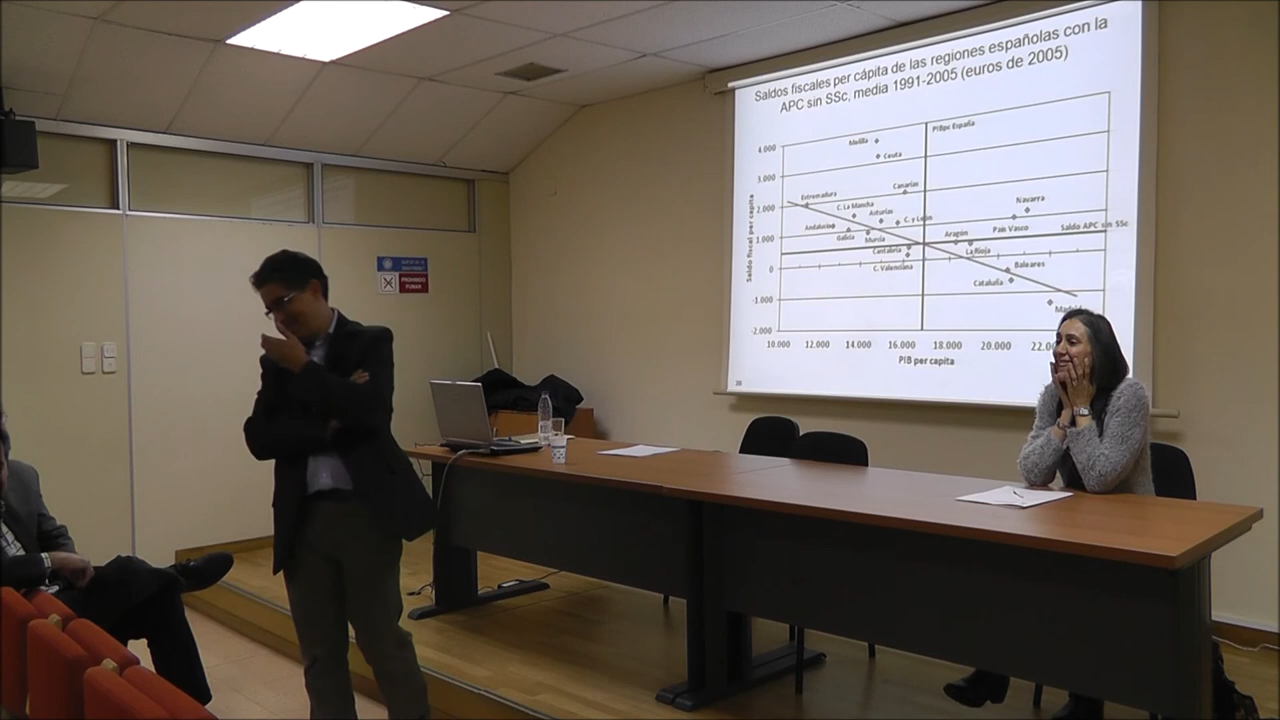 Saldos fiscales per cápita de las regiones españolas con la
APC sin SSc, media 1991-2005 (euros de 2005)
PIBpc España
4.000
3.000
2.000
1.000
0
-1.000
-2.000
Saldo fiscal per capita
Melilla
Ceuta
Canarias
Extremadura
C. La Mancha
Asturias
C. y León
Andalucía
Galicia
Murcia
Cantabria
C. Valenciana
Navarra
País Vasco
Aragón
La Rioja
Saldo APC sin SSc
Baleares
Cataluña
Madrid
10.000 12.000 14.000 16.000 18.000 20.000
PIB per capita
PROHIBIDO
FUMAR